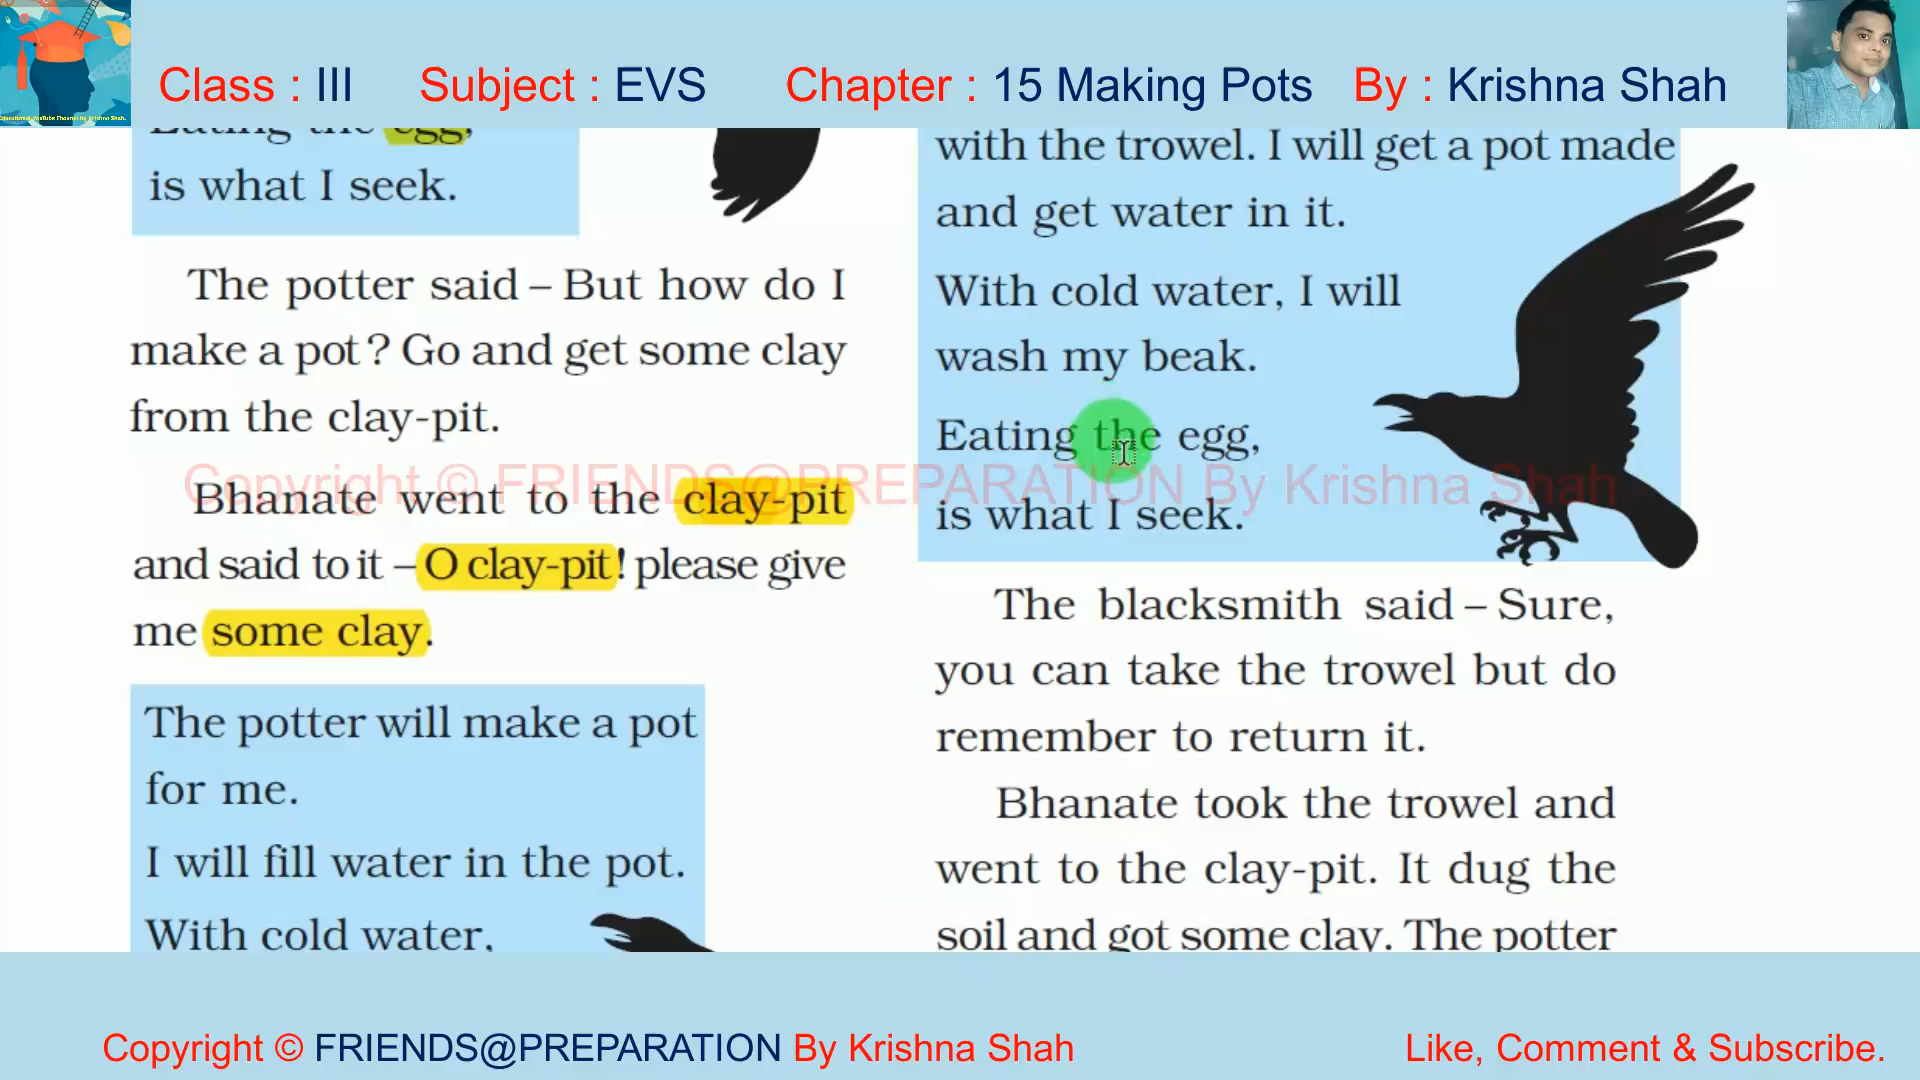 Class : III Subject : EVS Chapter : 15 Making Pots By : Krishna Shah
Eating the egg,
is what I seek.
The potter said – But how do I
make a pot? Go and get some clay
from the clay-pit.
Bhanate went to the clay-pit
and said to it – O clay-pit! please give
me some clay.
The potter will make a pot
for me.
I will fill water in the pot.
With cold water,
with the trowel. I will get a pot made
and get water in it.
With cold water, I will
wash my beak.
Eating the egg,
is what I seek.
The blacksmith said – Sure,
you can take the trowel but do
remember to return it.
Bhanate took the trowel and
went to the clay-pit. It dug the
soil and got some clay. The potter
Copyright © FRIENDS@PREPARATION By Krishna Shah
Copyright © FRIENDS@PREPARATION By Krishna Shah
Like, Comment & Subscribe.